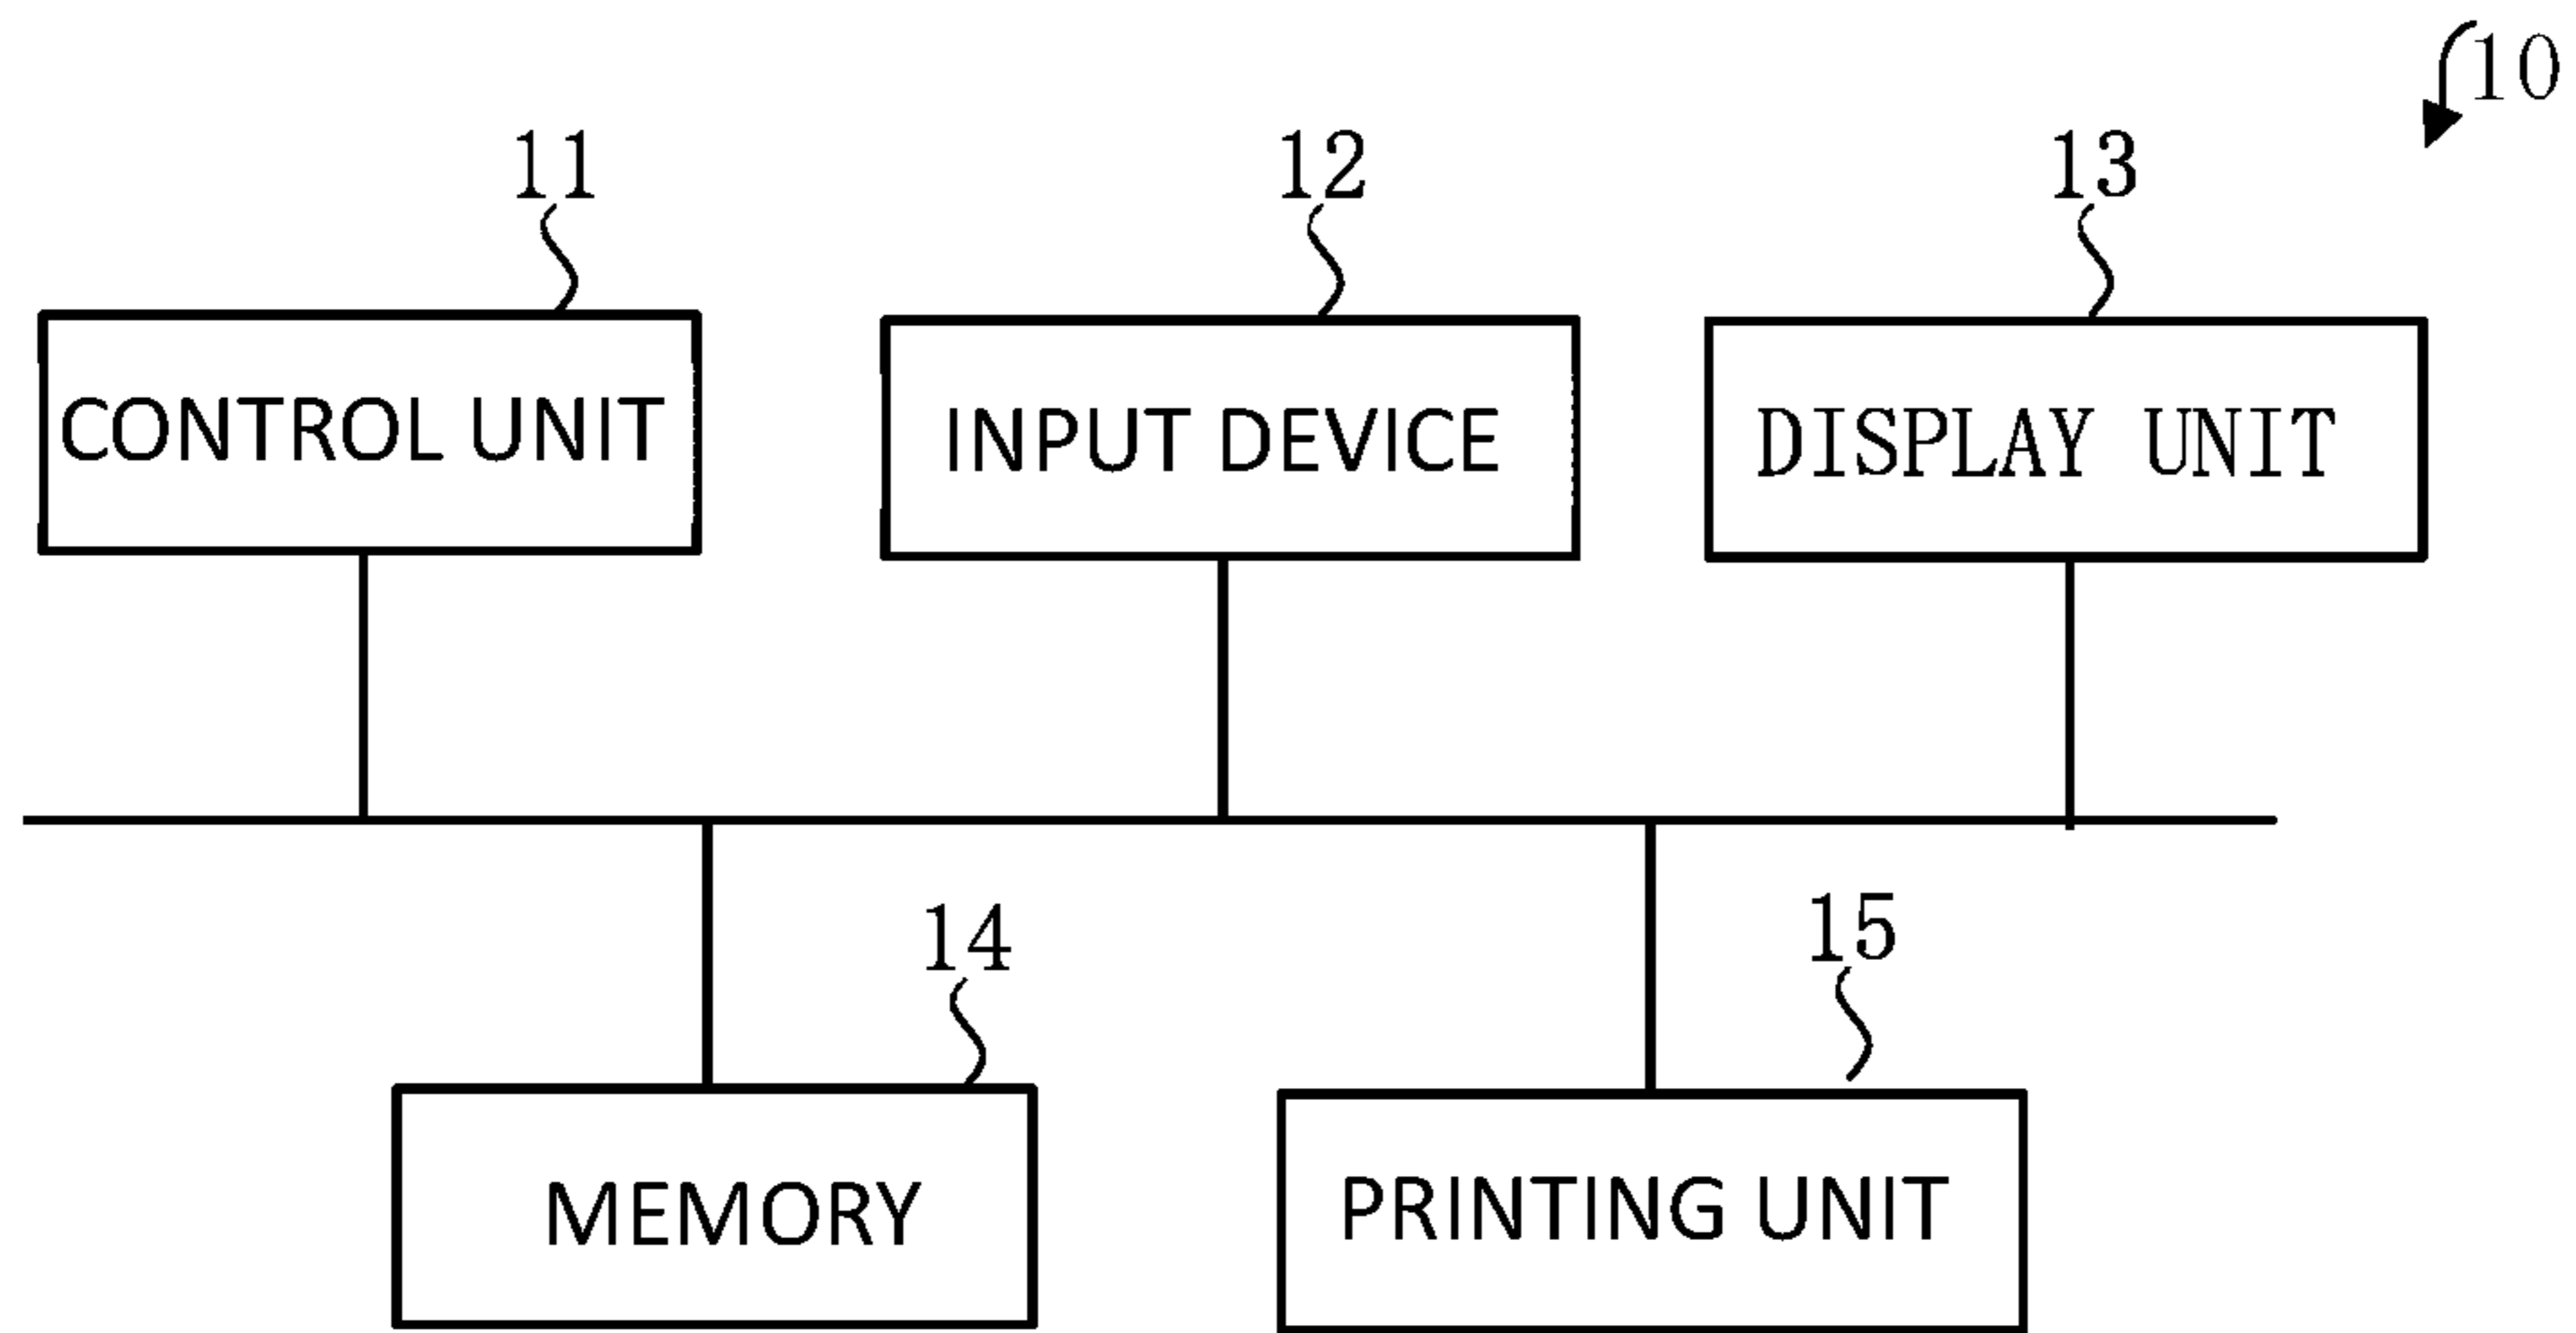 10
11
12
13
CONTROL UNIT
INPUT DEVICE
DISPLAY UNIT
14
15
MEMORY
PRINTING UNIT